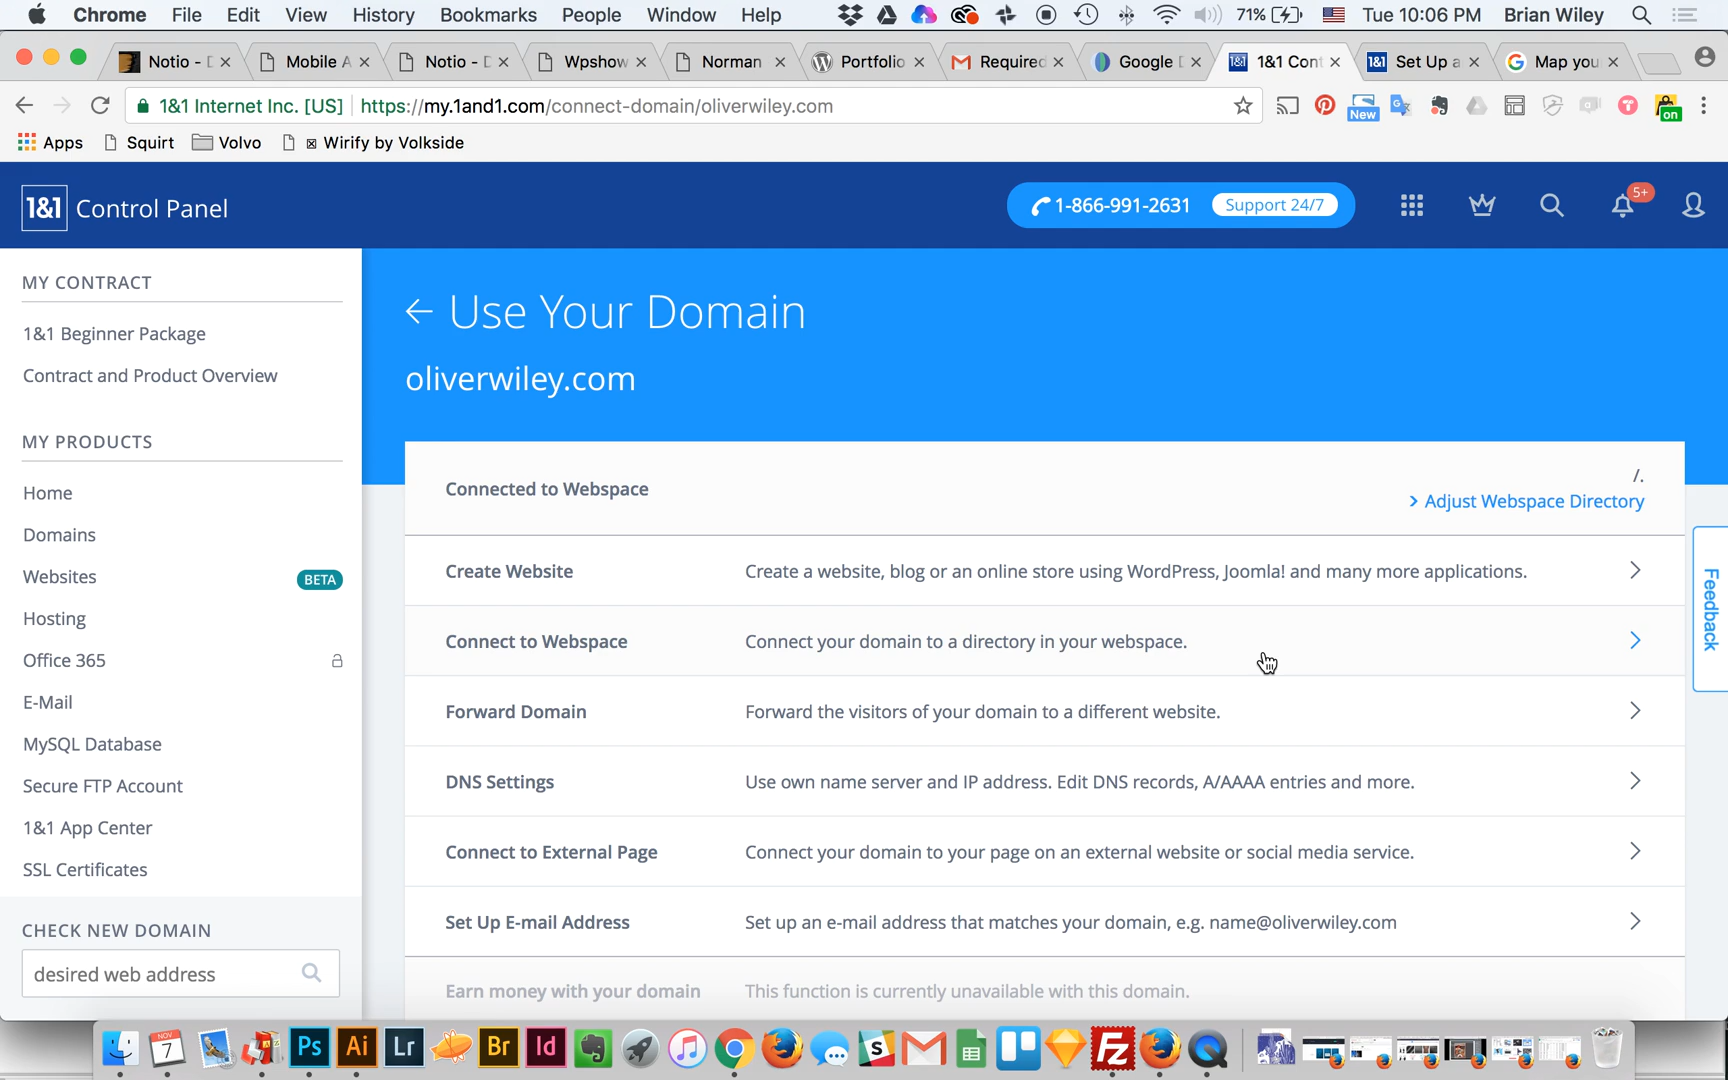 Chrome File Edit View History Bookmarks People Window Help 71% Tue 10:06 PM Brian Wiley
Notio - D Mobile A Notio - D Wpshow Norman Portfolio Required Google D 1&1 Cont Set Up a Map you
1&1 Internet Inc. [US] https://my.1and1.com/connect-domain/oliverwiley.com New on
Apps Squirt Volvo Wirify by Volkside
1&1 Control Panel 1-866-991-2631 Support 24/7 5+
MY CONTRACT
1&1 Beginner Package
Contract and Product Overview
MY PRODUCTS
Home
Domains
Websites BETA
Hosting
Office 365
E-Mail
MySQL Database
Secure FTP Account
1&1 App Center
SSL Certificates
CHECK NEW DOMAIN
desired web address
← Use Your Domain
oliverwiley.com
Connected to Webspace /.
> Adjust Webspace Directory
Create Website Create a website, blog or an online store using WordPress, Joomla! and many more applications.
Connect to Webspace Connect your domain to a directory in your webspace.
Forward Domain Forward the visitors of your domain to a different website.
DNS Settings Use own name server and IP address. Edit DNS records, A/AAAA entries and more.
Connect to External Page Connect your domain to your page on an external website or social media service.
Set Up E-mail Address Set up an e-mail address that matches your domain, e.g. name@oliverwiley.com
Earn money with your domain This function is currently unavailable with this domain.
Feedback
NOV 7 Ps Ai Lr Br Id S Fz